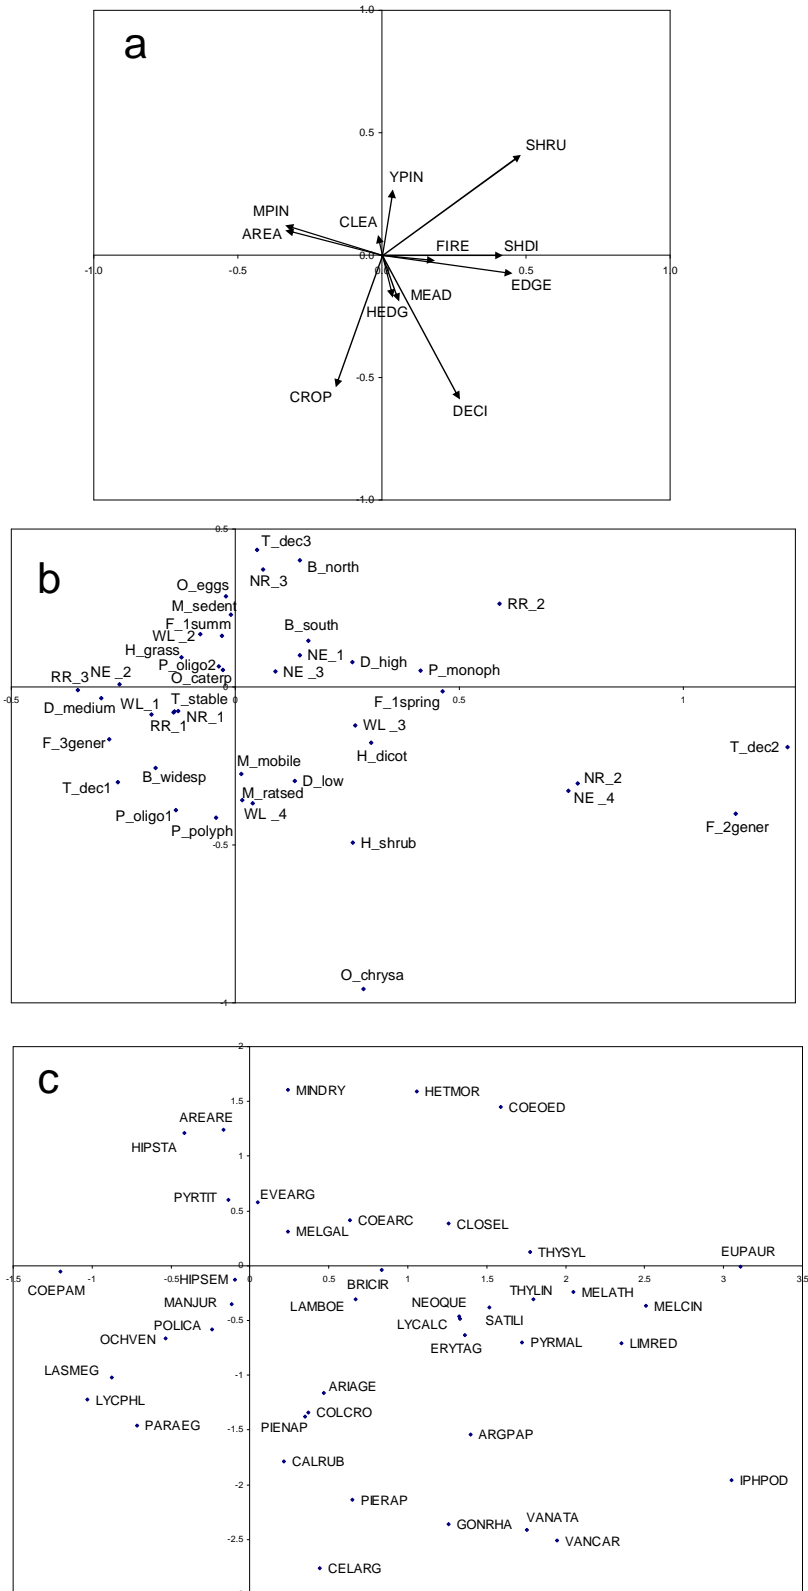 1.0
a
0.5
SHRU
YPIN
MPIN
CLEA
AREA
FIRE
SHDI
0.0
-1.0
-0.5
0.0
0.5
1.0
EDGE
MEAD
HEDG
-0.5
CROP
DECI
-1.0
0.5
b
T_dec3
B_north
NR_3
O_eggs
M_sedent
RR_2
F_1summ
B_south
WL_2
H_grass
NE_1
P_oligo2
D_high
RR_3
NE_2
O_caterp
NE_3
P_monoph
-0.5
0
0.5
1
T_stable
F_1spring
D_medium
WL_1
RR_1
NR_1
WL_3
F_3gener
H_dicot
T_dec2
M_mobile
B_widesp
D_low
NR_2
T_dec1
M_ratsed
NE_4
P_oligo1
WL_4
F_2gener
P_polyph
-0.5
H_shrub
O_chrysa
-1
2
c
1.5
MINDRY
HETMOR
COEOED
AREARE
HIPSTA
1
PYRTIT
EVEARG
0.5
COEARC
CLOSEL
MELGAL
THYSYL
EUPAUR
0
-1.5
-1
-0.5
0
0.5
1
1.5
2
2.5
3
3.5
HIPSEM
COEPAM
BRICIR
MANJUR
LAMBOE
NEOQUE
THYLIN
MELATH
MELCIN
POLICA
-0.5
LYCALC
SATILI
OCHVEN
ERYTAG
PYRMAL
LIMRED
LASMEG
-1
ARIAGE
LYCPHL
COLCRO
PARAEG
PIENAP
-1.5
ARGPAP
CALRUB
IPHPOD
-2
PIERAP
GONRHA
VANATA
-2.5
VANCAR
CELARG